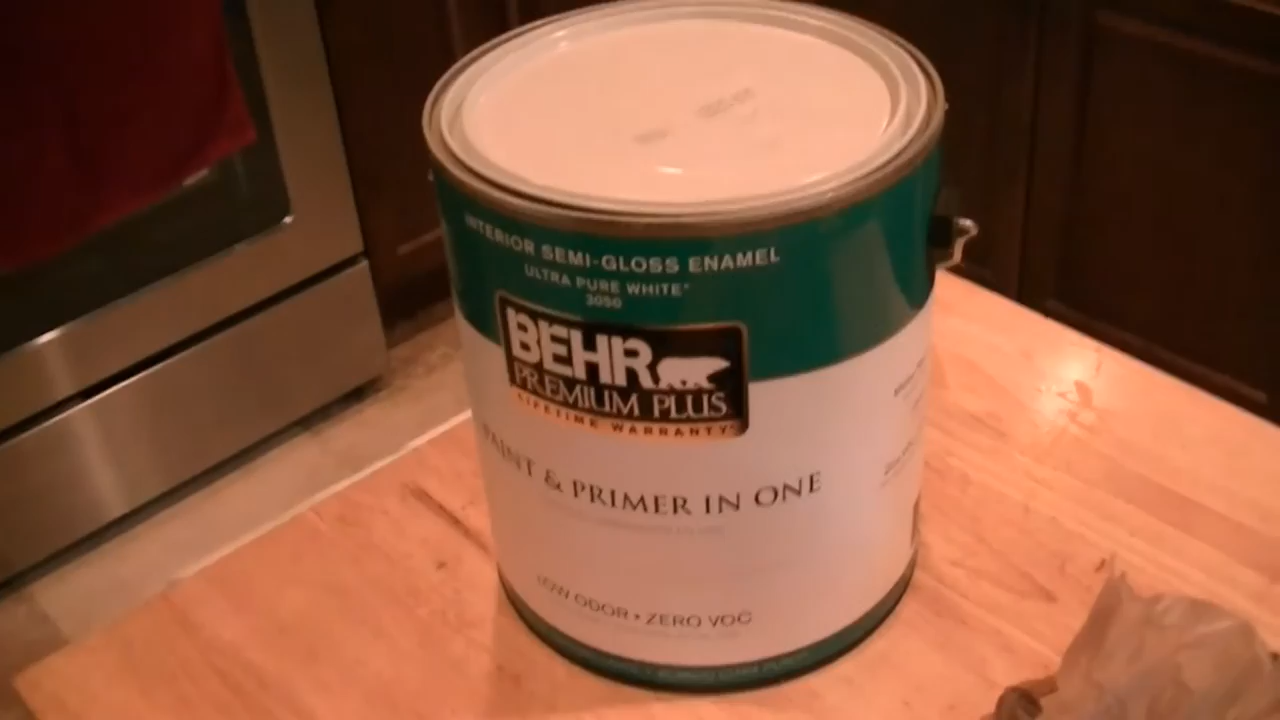 INTERIOR SEMI-GLOSS ENAMEL
ULTRA PURE WHITE®
3050
BEHR
PREMIUM PLUS
LIFETIME WARRANTY
PAINT & PRIMER IN ONE
LOW ODOR • ZERO VOC